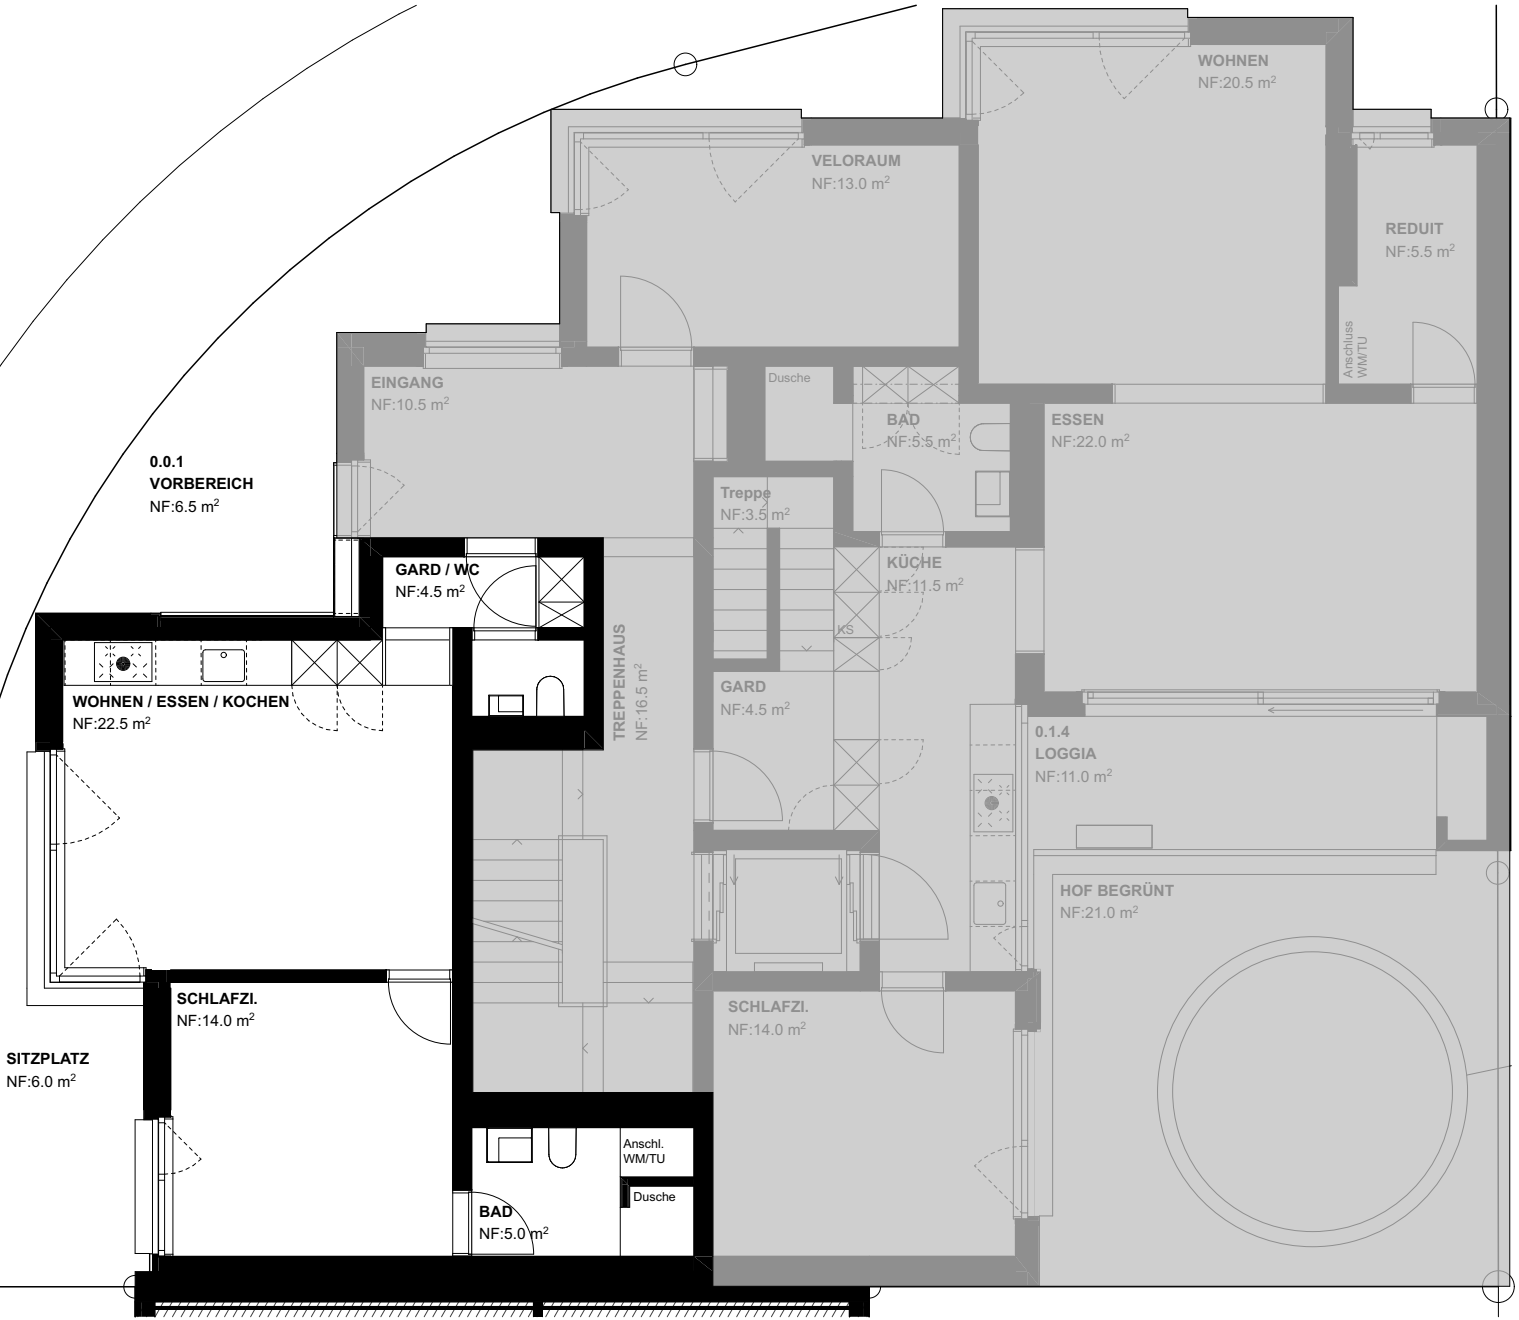 WOHNEN
NF:20.5 m²
VELORAUM
NF:13.0 m²
REDUIT
NF:5.5 m²
Anschluss
WM/TU
EINGANG
NF:10.5 m²
Dusche
BAD
NF:5.5 m²
ESSEN
NF:22.0 m²
0.0.1
VORBEREICH
NF:6.5 m²
Treppe
NF:3.5 m²
GARD / WC
NF:4.5 m²
KÜCHE
NF:11.5 m²
KS
TREPPENHAUS
NF:16.5 m²
WOHNEN / ESSEN / KOCHEN
NF:22.5 m²
GARD
NF:4.5 m²
0.1.4
LOGGIA
NF:11.0 m²
HOF BEGRÜNT
NF:21.0 m²
SCHLAFZI.
NF:14.0 m²
SCHLAFZI.
NF:14.0 m²
SITZPLATZ
NF:6.0 m²
Anschl.
WM/TU
Dusche
BAD
NF:5.0 m²